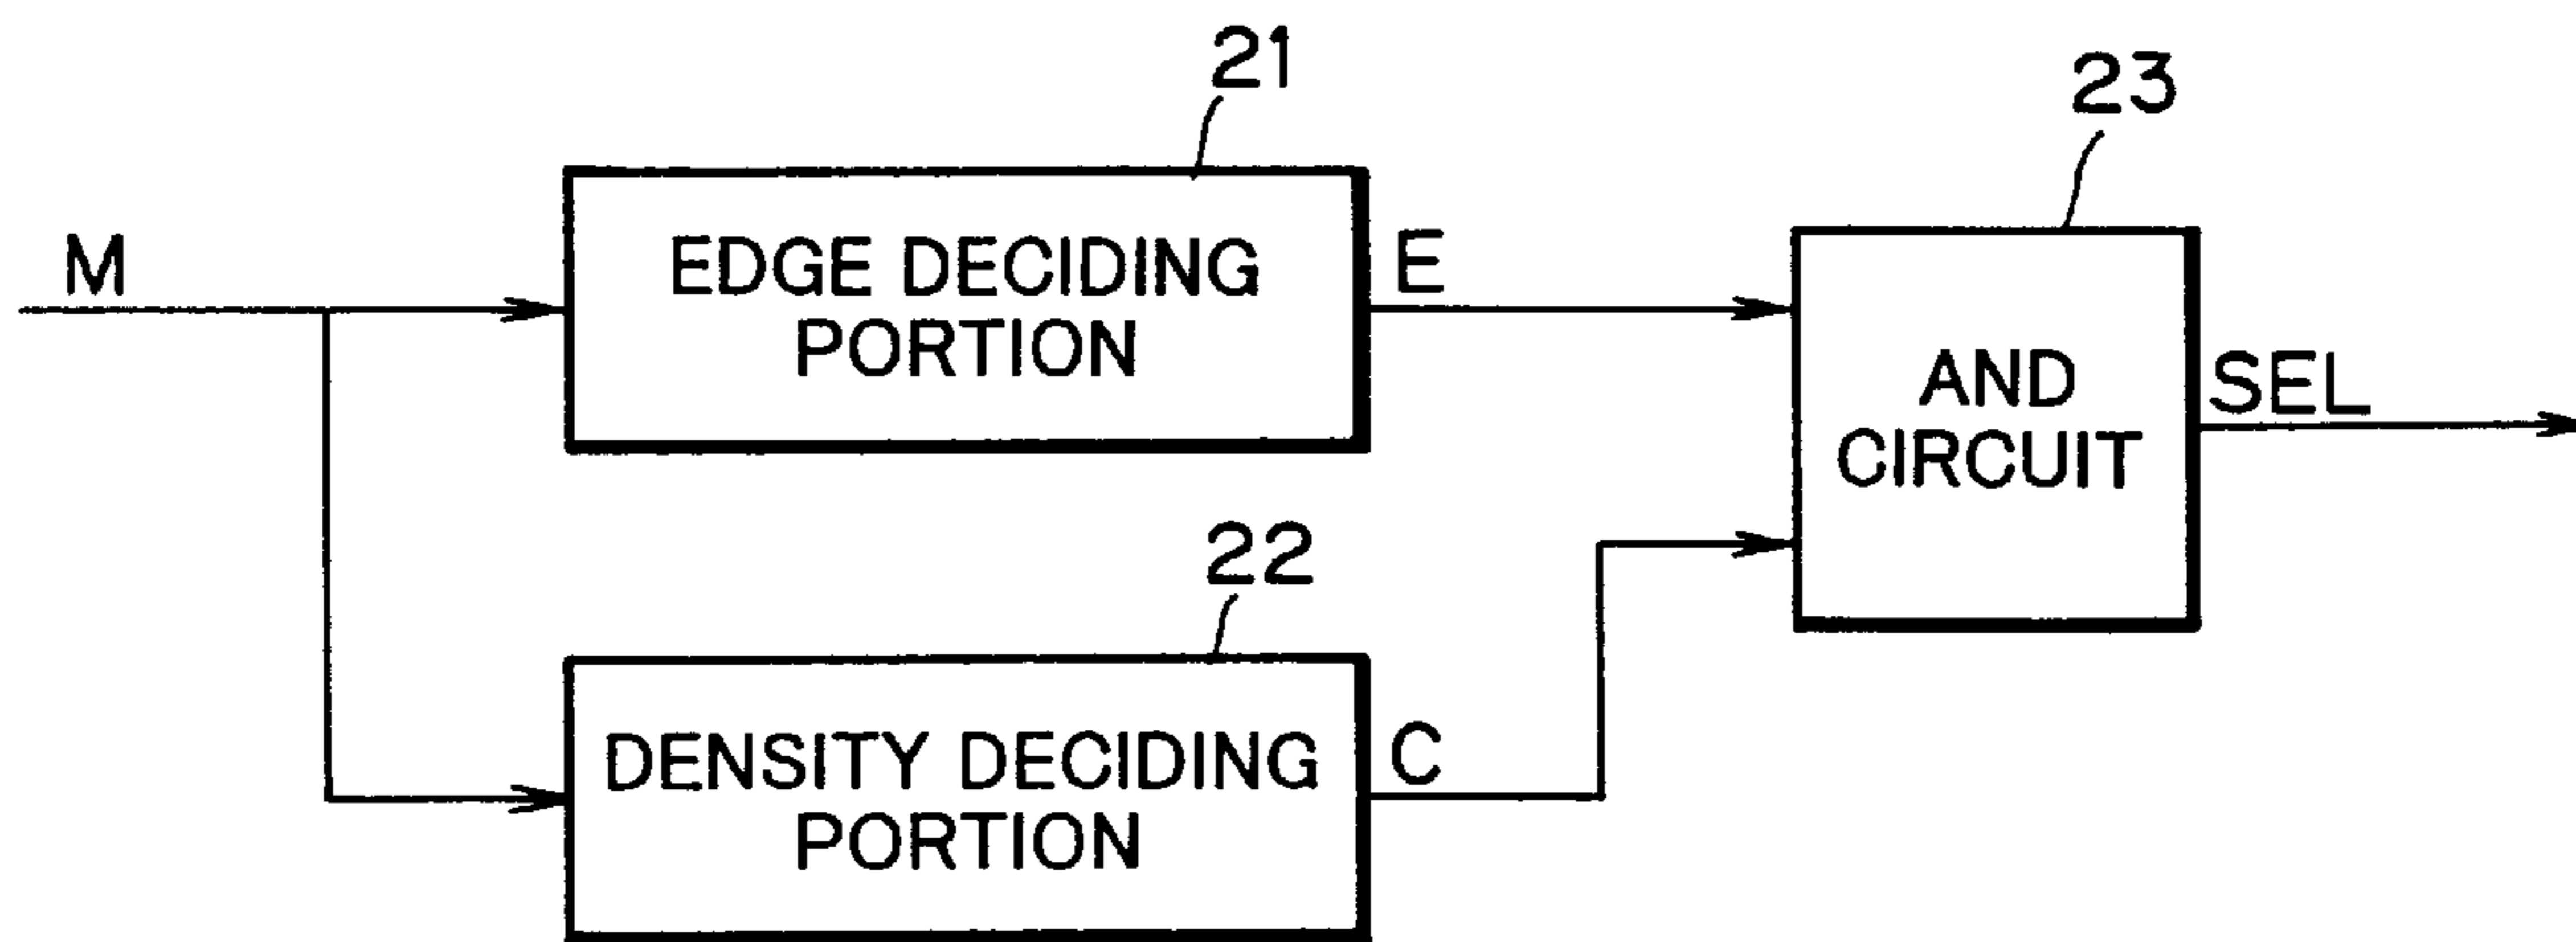 21
23
M
EDGE DECIDING
PORTION
E
AND
CIRCUIT
SEL
22
DENSITY DECIDING
PORTION
C